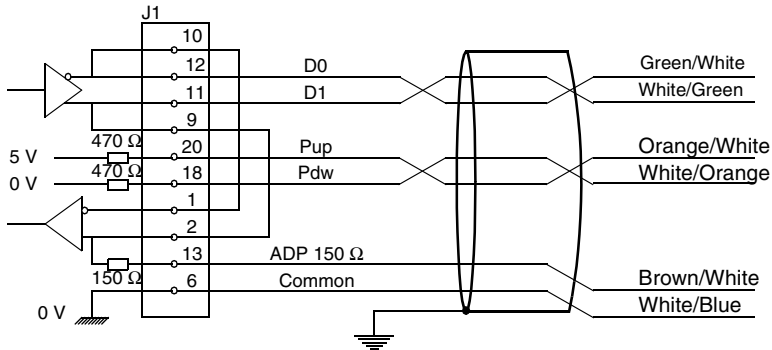 J1
10
12 D0 Green/White
11 D1 White/Green
9
470 Ω
5 V 20 Pup Orange/White
470 Ω
0 V 18 Pdw White/Orange
1
2
13 ADP 150 Ω Brown/White
150 Ω 6 Common White/Blue
0 V